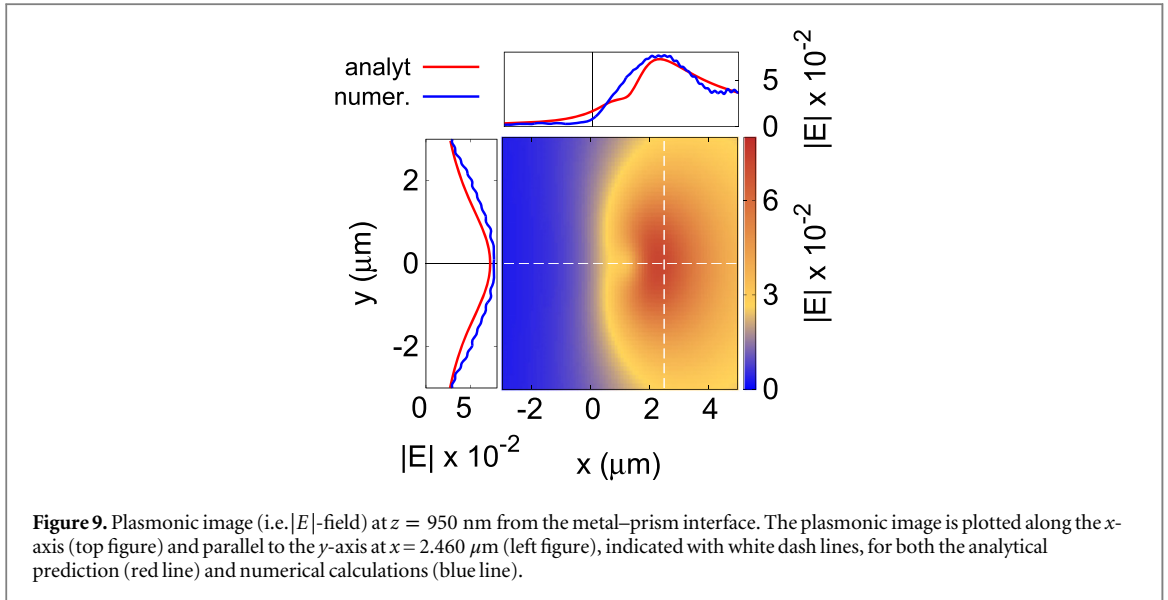 analyt
numer.
5
0
|E| x 10-2
2
0
-2
y (μm)
6
3
0
|E| x 10-2
0 5
-2 0 2 4
|E| x 10-2
x (μm)
Figure 9. Plasmonic image (i.e.|E|-field) at z = 950 nm from the metal–prism interface. The plasmonic image is plotted along the x-
axis (top figure) and parallel to the y-axis at x = 2.460 μm (left figure), indicated with white dash lines, for both the analytical
prediction (red line) and numerical calculations (blue line).